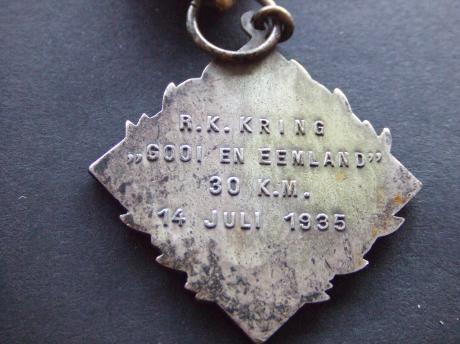 R.K. KRING
„GOOI EN EEMLAND”
30 K.M.
14 JULI 1935